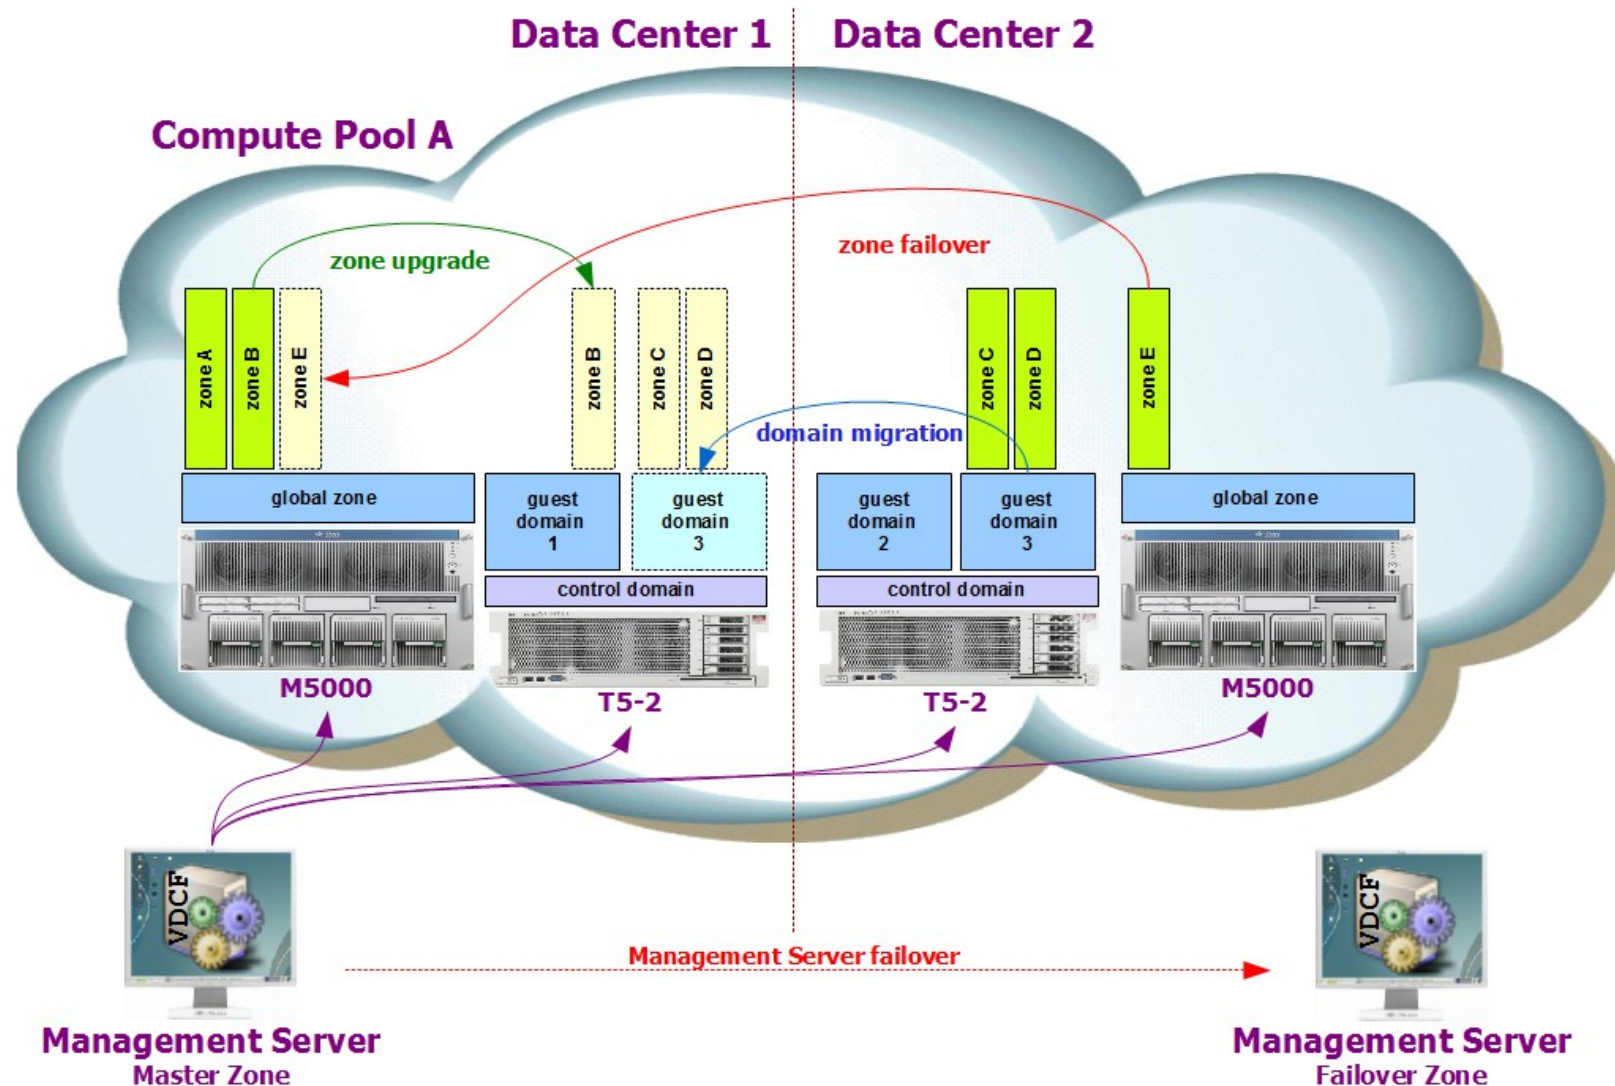 Data Center 1
Data Center 2
Compute Pool A
zone upgrade
zone failover
zone A
zone B
zone E
zone B
zone C
zone D
zone C
zone D
zone E
domain migration
global zone
guest
domain
1
guest
domain
3
guest
domain
2
guest
domain
3
global zone
control domain
control domain
M5000
T5-2
T5-2
M5000
VDCF
VDCF
Management Server failover
Management Server
Master Zone
Management Server
Failover Zone